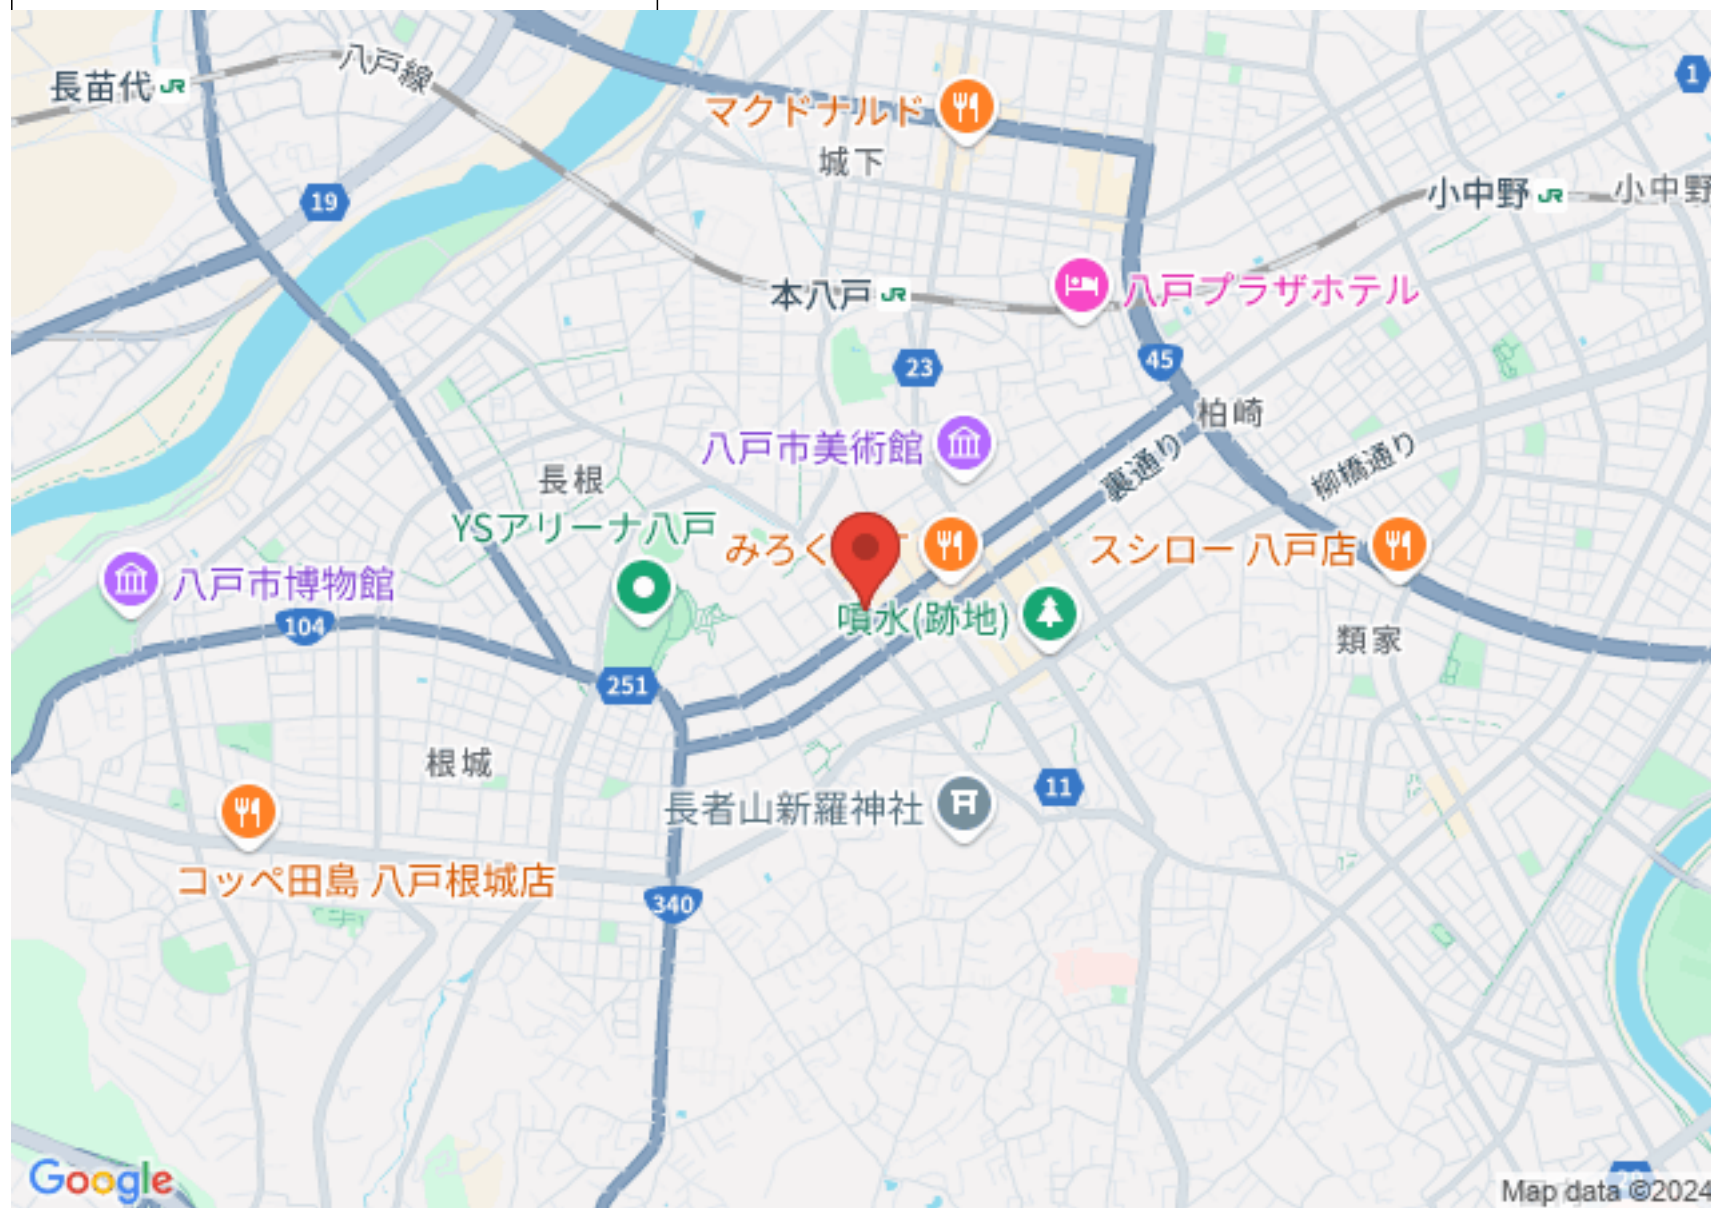 八戸線
長苗代
1
マクドナルド
城下
小中野
小中野
19
本八戸
八戸プラザホテル
23
45
柏崎
八戸市美術館
裏通り
柳橋通り
長根
YSアリーナ八戸
みろく
スシロー 八戸店
八戸市博物館
104
噴水(跡地)
類家
251
根城
11
長者山新羅神社
コッペ田島 八戸根城店
340
Google
Map data ©2024